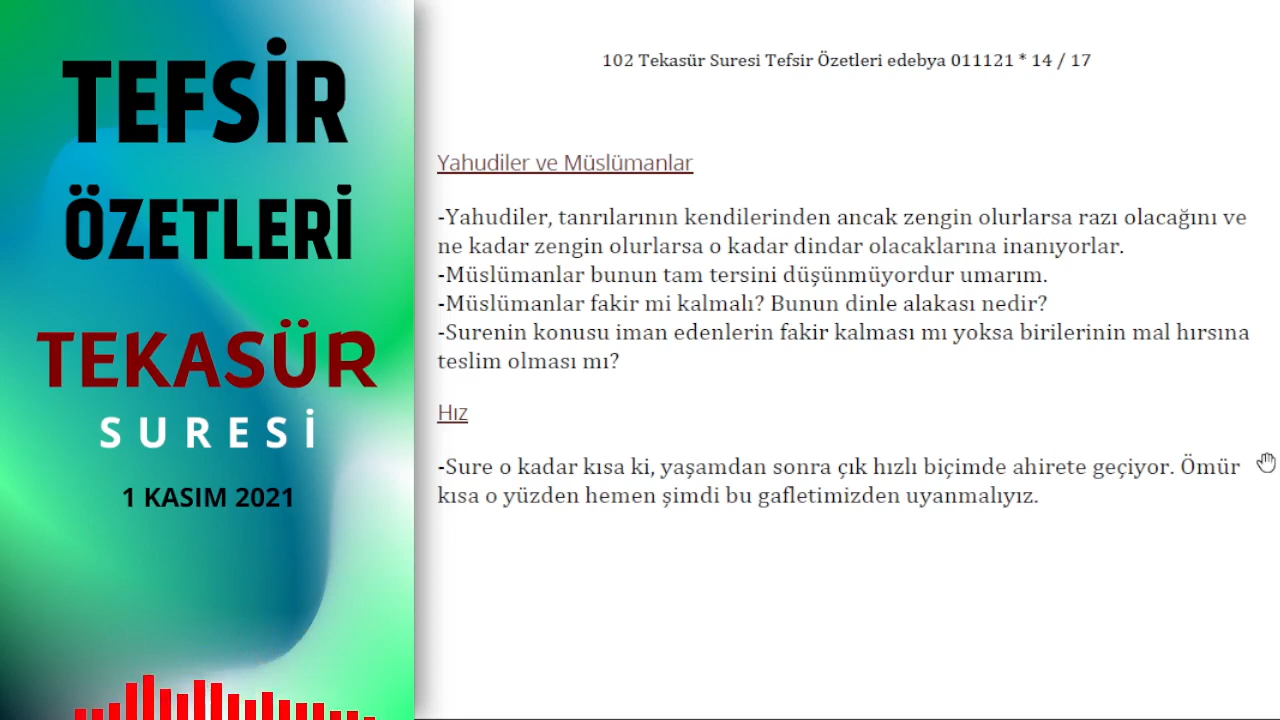 TEFSİR
ÖZETLERİ
TEKASÜR
SURESİ
1 KASIM 2021
102 Tekasür Suresi Tefsir Özetleri edebya 011121 * 14 / 17
Yahudiler ve Müslümanlar
-Yahudiler, tanrılarının kendilerinden ancak zengin olurlarsa razı olacağını ve
ne kadar zengin olurlarsa o kadar dindar olacaklarına inanıyorlar.
-Müslümanlar bunun tam tersini düşünmüyordur umarım.
-Müslümanlar fakir mi kalmalı? Bunun dinle alakası nedir?
-Surenin konusu iman edenlerin fakir kalması mı yoksa birilerinin mal hırsına
teslim olması mı?
Hız
-Sure o kadar kısa ki, yaşamdan sonra çık hızlı biçimde ahirete geçiyor. Ömür
kısa o yüzden hemen şimdi bu gafletimizden uyanmalıyız.